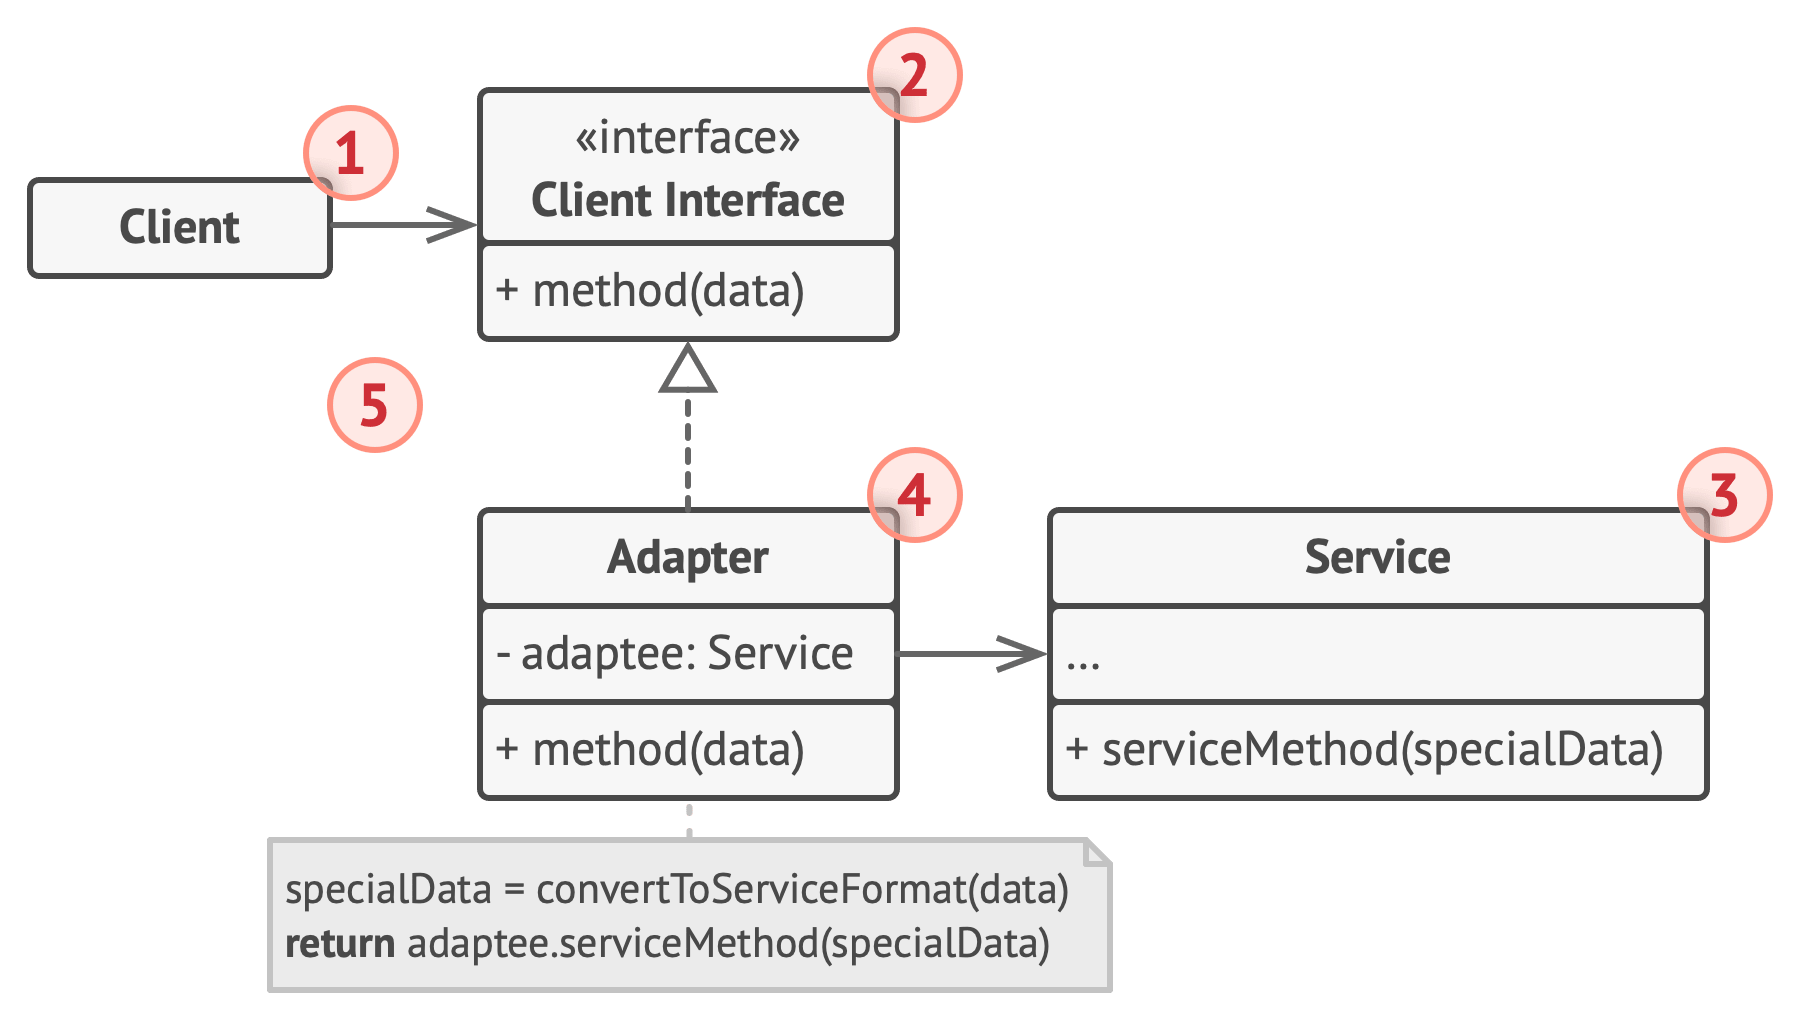 1
Client
2
«interface»
Client Interface
+ method(data)
5
4
Adapter
- adaptee: Service
+ method(data)
3
Service
...
+ serviceMethod(specialData)
specialData = convertToServiceFormat(data)
return adaptee.serviceMethod(specialData)